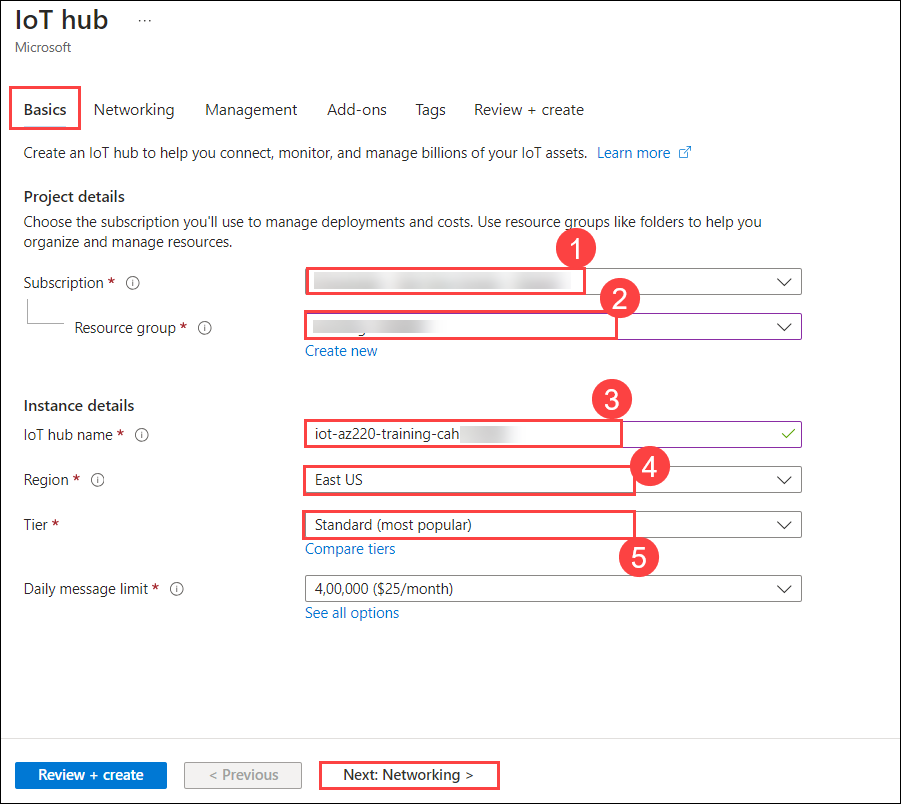 IoT hub ...
Microsoft
Basics Networking Management Add-ons Tags Review + create
Create an IoT hub to help you connect, monitor, and manage billions of your IoT assets. Learn more
Project details
Choose the subscription you'll use to manage deployments and costs. Use resource groups like folders to help you
organize and manage resources.
1
Subscription *
2
Resource group *
Create new
Instance details
3
IoT hub name * iot-az220-training-cah
4
Region * East US
Tier * Standard (most popular)
Compare tiers
5
Daily message limit * 4,00,000 ($25/month)
See all options
Review + create < Previous Next: Networking >